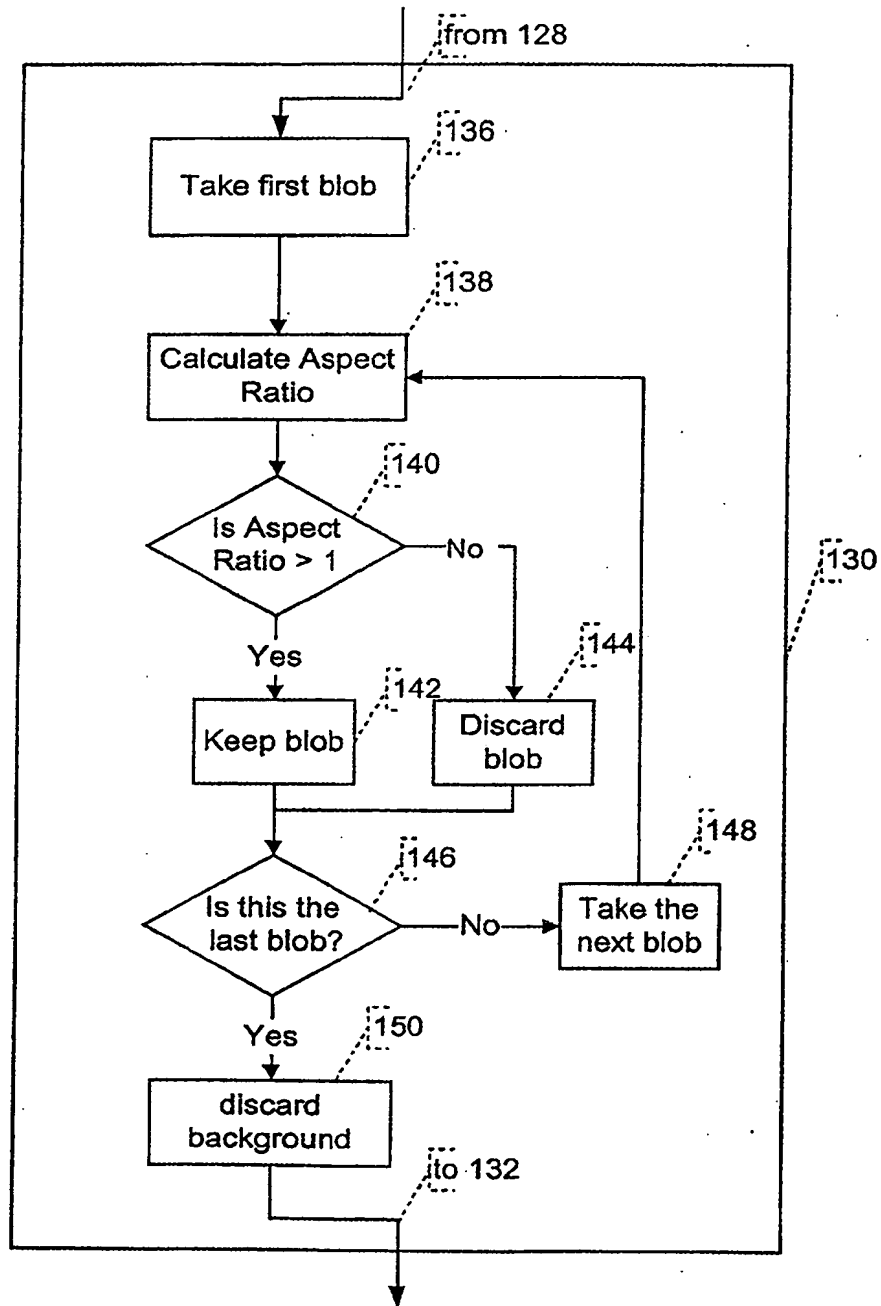 from 128
136
Take first blob
138
Calculate Aspect
Ratio
140
Is Aspect
Ratio > 1
No
130
Yes
144
142
Keep blob
Discard
blob
148
146
Is this the
last blob?
No
Take the
next blob
Yes
150
discard
background
to 132